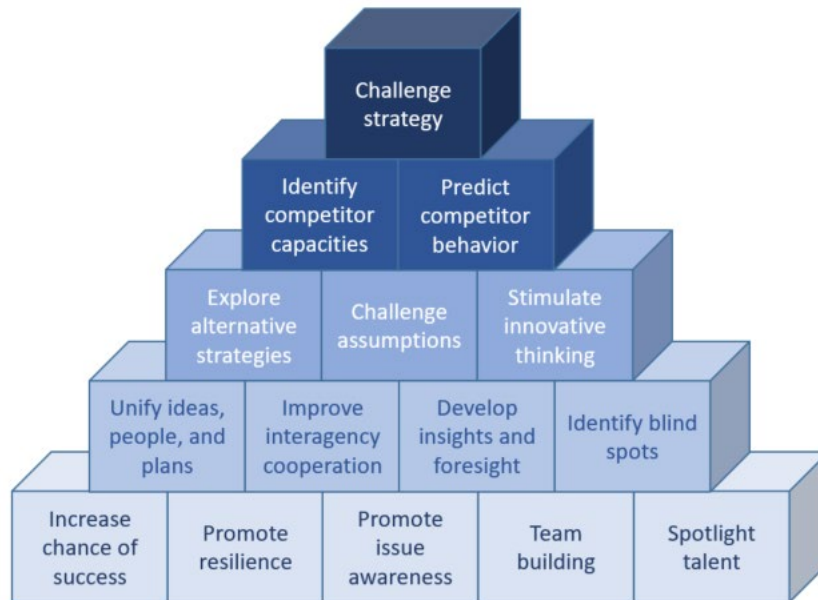 Challenge
strategy
Identify
competitor
capacities
Predict
competitor
behavior
Explore
alternative
strategies
Challenge
assumptions
Stimulate
innovative
thinking
Unify ideas,
people, and
plans
Improve
interagency
cooperation
Develop
insights and
foresight
Identify blind
spots
Increase
chance of
success
Promote
resilience
Promote
issue
awareness
Team
building
Spotlight
talent